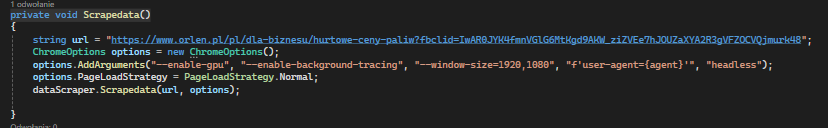 1 odwołanie
private void Scrapedata()
{
string url = "https://www.orlen.pl/pl/dla-biznesu/hurtowe-ceny-paliw?fbclid=IwAR0JYK4fmnVGlG6MtKgd9AKW_ziZVEe7hJOUZaXYA2R3gVFZOCVQjmurk48";
ChromeOptions options = new ChromeOptions();
options.AddArguments("--enable-gpu", "--enable-background-tracing", "--window-size=1920,1080", "f'user-agent={agent}'", "headless");
options.PageLoadStrategy = PageLoadStrategy.Normal;
dataScraper.Scrapedata(url, options);
}
Odwołania: 0